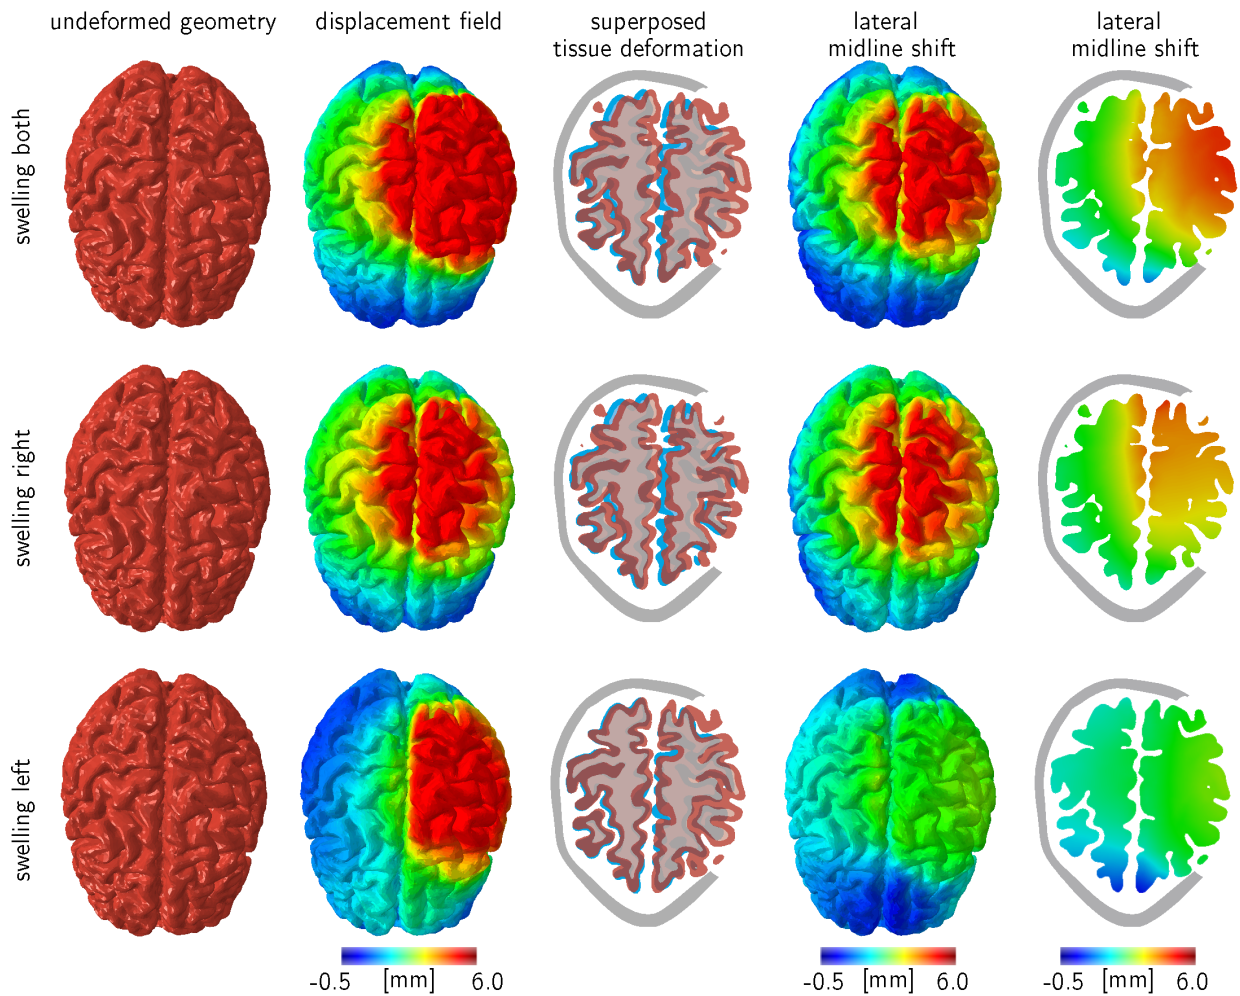 undeformed geometry
displacement field
superposed
tissue deformation
lateral
midline shift
lateral
midline shift
swelling both
swelling right
swelling left
-0.5 [mm] 6.0
-0.5 [mm] 6.0
-0.5 [mm] 6.0